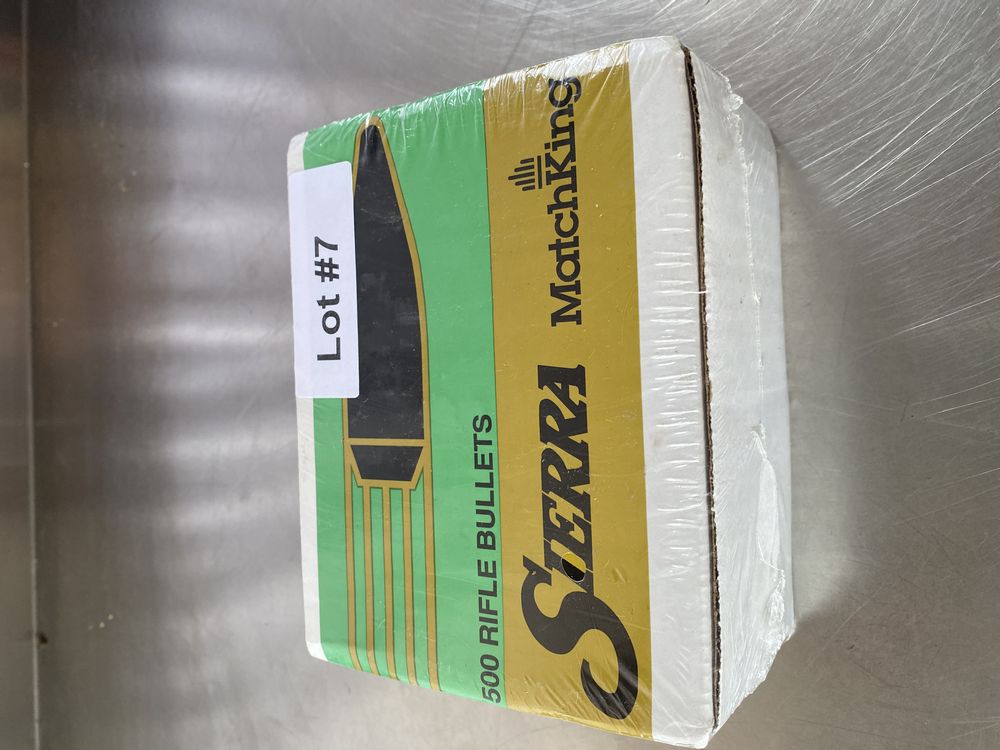 Lot #7
500 RIFLE BULLETS
SIERRA MatchKing